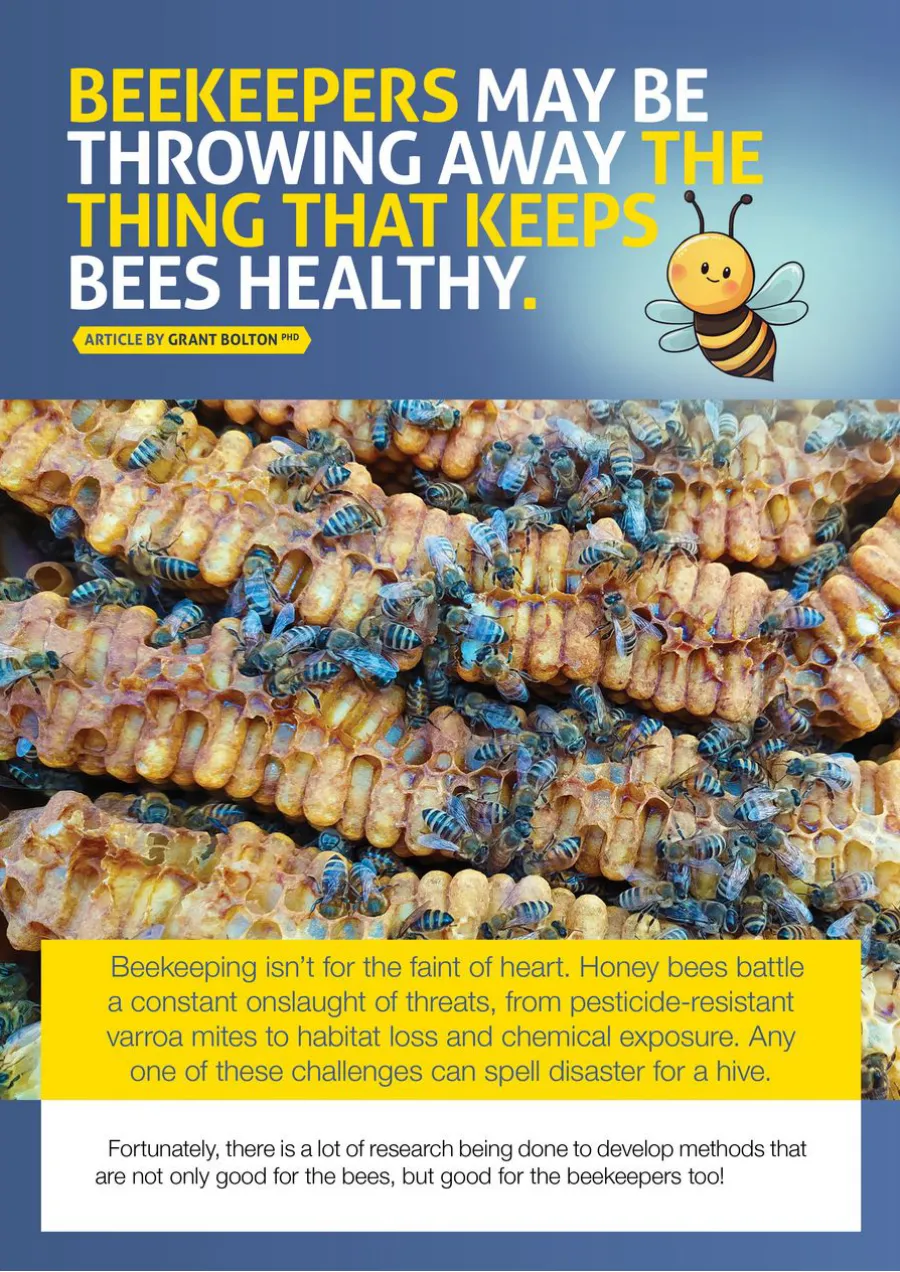 BEEKEEPERS MAY BE
THROWING AWAY THE
THING THAT KEEPS
BEES HEALTHY.
ARTICLE BY GRANT BOLTON PHD
Beekeeping isn’t for the faint of heart. Honey bees battle
a constant onslaught of threats, from pesticide-resistant
varroa mites to habitat loss and chemical exposure. Any
one of these challenges can spell disaster for a hive.
Fortunately, there is a lot of research being done to develop methods that
are not only good for the bees, but good for the beekeepers too!